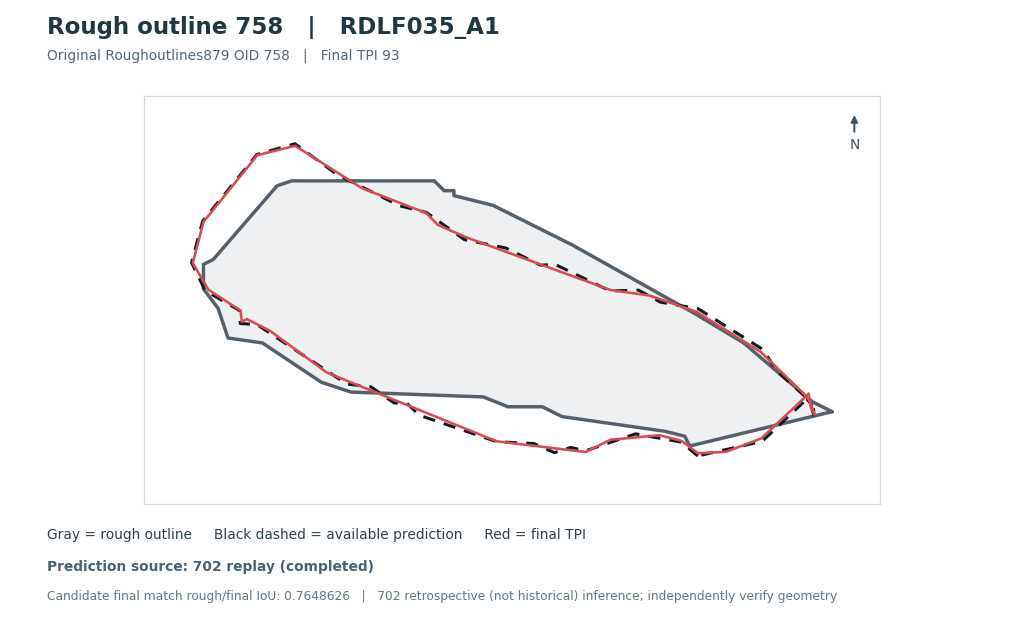 Rough outline 758   |   RDLF035_A1
Original Roughoutlines879 OID 758   |   Final TPI 93
N
Gray = rough outline     Black dashed = available prediction     Red = final TPI
Prediction source: 702 replay (completed)
Candidate final match rough/final IoU: 0.7648626   |   702 retrospective (not historical) inference; independently verify geometry